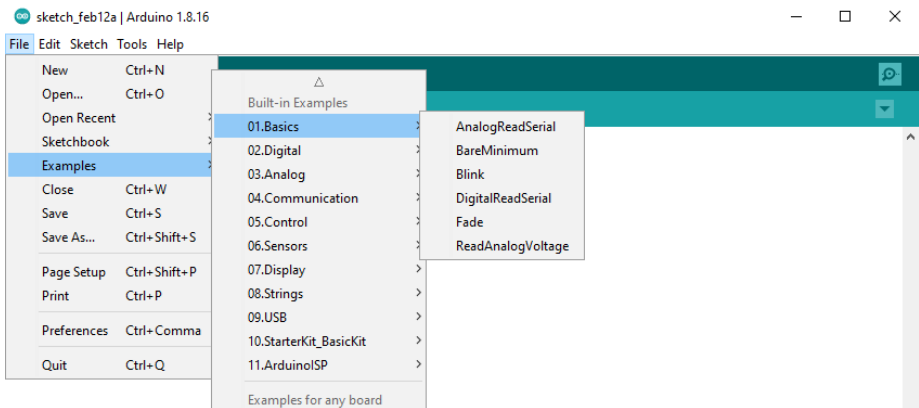 sketch_feb12a | Arduino 1.8.16
File Edit Sketch Tools Help
New Ctrl+N
Open... Ctrl+O
Open Recent
Sketchbook
Examples
Close Ctrl+W
Save Ctrl+S
Save As... Ctrl+Shift+S
Page Setup Ctrl+Shift+P
Print Ctrl+P
Preferences Ctrl+Comma
Quit Ctrl+Q
Built-in Examples
01.Basics
02.Digital
03.Analog
04.Communication
05.Control
06.Sensors
07.Display
08.Strings
09.USB
10.StarterKit_BasicKit
11.ArduinoISP
Examples for any board
AnalogReadSerial
BareMinimum
Blink
DigitalReadSerial
Fade
ReadAnalogVoltage